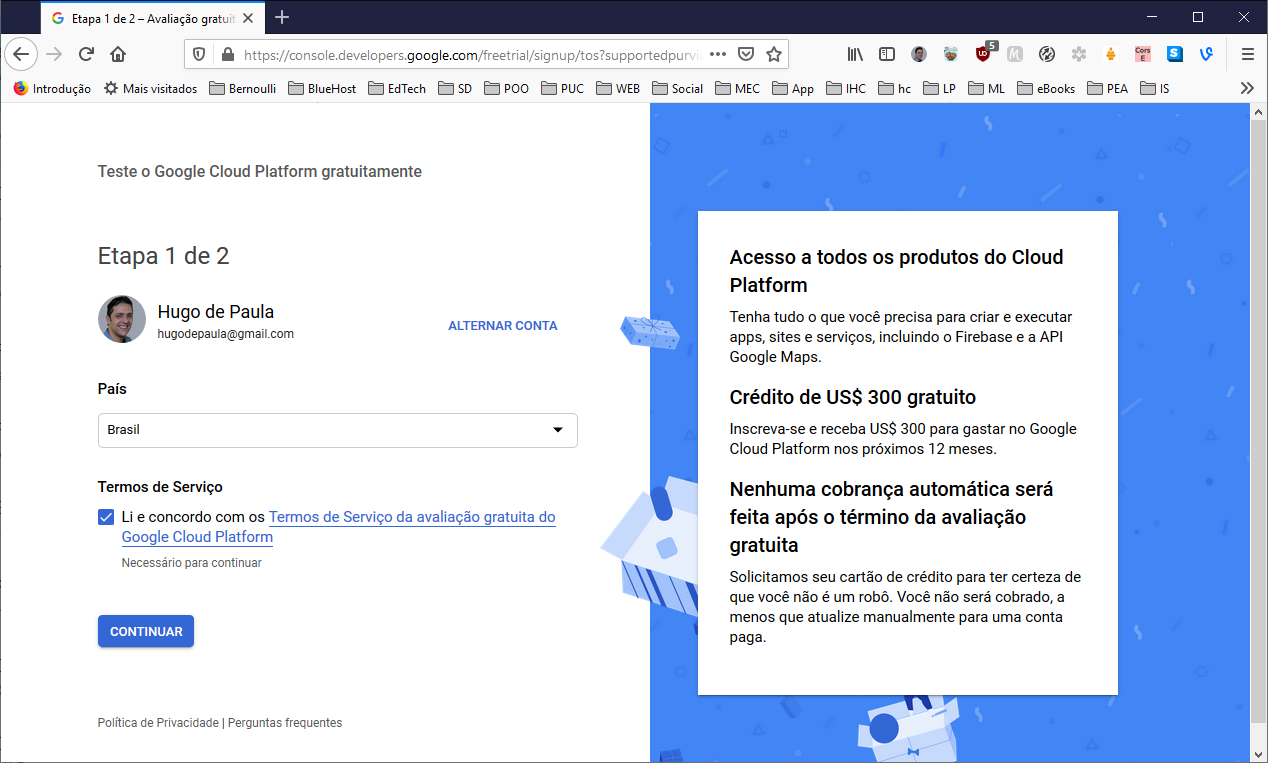 Etapa 1 de 2 – Avaliação gratuit
https://console.developers.google.com/freetrial/signup/tos?supportedpurvi
5
Cors E
Introdução Mais visitados Bernoulli BlueHost EdTech SD POO PUC WEB Social MEC App IHC hc LP ML eBooks PEA IS
Teste o Google Cloud Platform gratuitamente
Etapa 1 de 2
Hugo de Paula
hugodepaula@gmail.com
ALTERNAR CONTA
País
Brasil
Termos de Serviço
Li e concordo com os Termos de Serviço da avaliação gratuita do
Google Cloud Platform
Necessário para continuar
CONTINUAR
Política de Privacidade | Perguntas frequentes
Acesso a todos os produtos do Cloud
Platform
Tenha tudo o que você precisa para criar e executar
apps, sites e serviços, incluindo o Firebase e a API
Google Maps.
Crédito de US$ 300 gratuito
Inscreva-se e receba US$ 300 para gastar no Google
Cloud Platform nos próximos 12 meses.
Nenhuma cobrança automática será
feita após o término da avaliação
gratuita
Solicitamos seu cartão de crédito para ter certeza de
que você não é um robô. Você não será cobrado, a
menos que atualize manualmente para uma conta
paga.